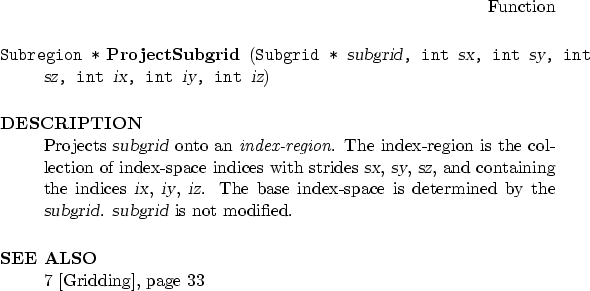 Function
Subregion * ProjectSubgrid (Subgrid * subgrid, int sx, int sy, int
sz, int ix, int iy, int iz)
DESCRIPTION
Projects subgrid onto an index-region. The index-region is the col-
lection of index-space indices with strides sx, sy, sz, and containing
the indices ix, iy, iz. The base index-space is determined by the
subgrid. subgrid is not modified.
SEE ALSO
7 [Gridding], page 33